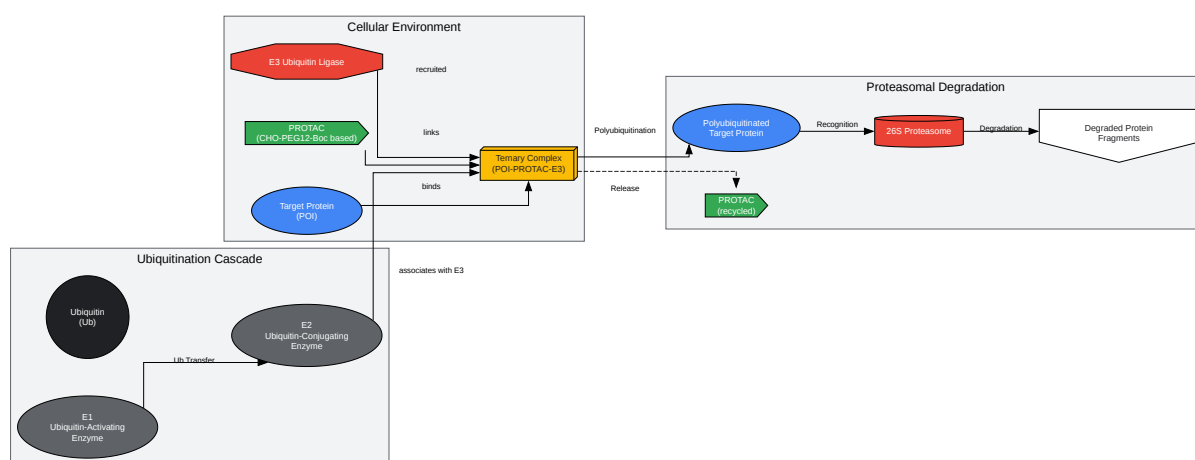 Cellular Environment
E3 Ubiquitin Ligase
recruited
PROTAC
(CHO-PEG12-Boc based)
links
Ternary Complex
(POI-PROTAC-E3)
binds
Target Protein
(POI)
Polyubiquitination
Release
Proteasomal Degradation
Polyubiquitinated
Target Protein
Recognition
26S Proteasome
Degradation
Degraded Protein
Fragments
PROTAC
(recycled)
Ubiquitination Cascade
associates with E3
Ubiquitin
(Ub)
E2
Ubiquitin-Conjugating
Enzyme
Ub Transfer
E1
Ubiquitin-Activating
Enzyme